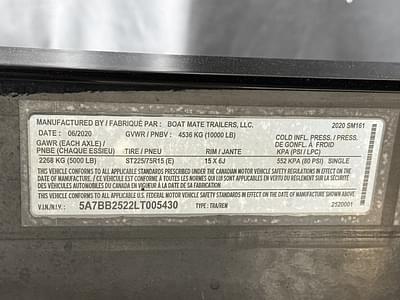 MANUFACTURED BY / FABRIQUÉ PAR : BOAT MATE TRAILERS, LLC. 2020 SM161
DATE : 06/2020 GVWR / PNBV : 4536 KG (10000 LB) COLD INFL. PRESS. / PRESS.
GAWR (EACH AXLE) / DE GONFL. À FROID
PNBE (CHAQUE ESSIEU) TIRE / PNEU RIM / JANTE KPA (PSI / LPC)
2268 KG (5000 LB) ST225/75R15 (E) 15 X 6J 552 KPA (80 PSI) SINGLE
THIS VEHICLE CONFORMS TO ALL APPLICABLE STANDARDS PRESCRIBED UNDER THE CANADIAN MOTOR VEHICLE SAFETY REGULATIONS IN EFFECT ON THE
DATE OF MANUFACTURE. / CE VÉHICULE EST CONFORME À TOUTES LES NORMES QUI LUI SONT APPLICABLES EN VERTU DU RÈGLEMENT SUR LA SÉCURITÉ
DES VÉHICULES AUTOMOBILES DU CANADA EN VIGUEUR À LA DATE DE SA FABRICATION.
THIS VEHICLE CONFORMS TO ALL APPLICABLE U.S. FEDERAL MOTOR VEHICLE SAFETY STANDARDS IN EFFECT ON THE DATE OF MANUFACTURE SHOWN ABOVE.
V.I.N./N.I.V.: 5A7BB2522LT005430 TYPE: TRA/REM 2520001